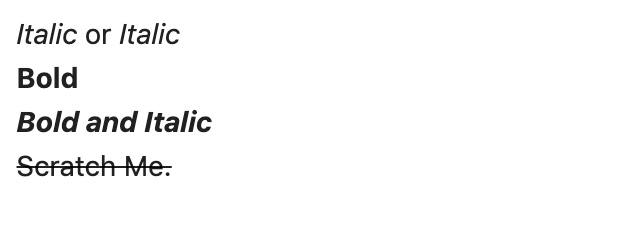 Italic or Italic
Bold
Bold and Italic
Scratch Me.